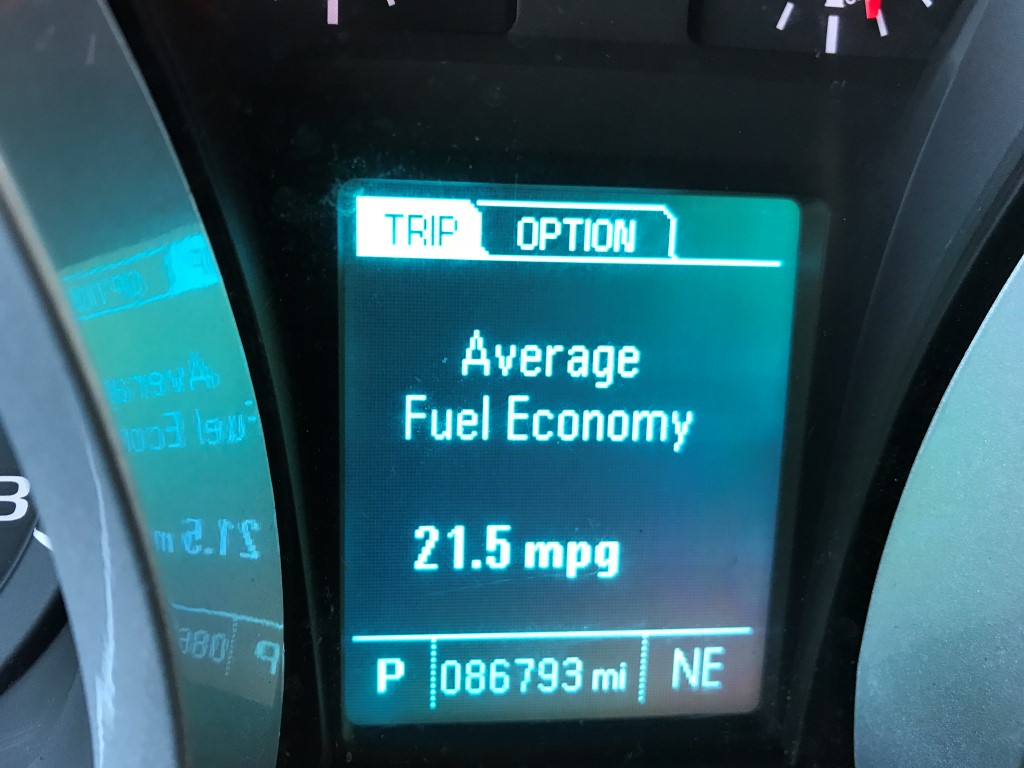 TRIP OPTION
Average
Fuel Economy
21.5 mpg
P 086793 mi NE